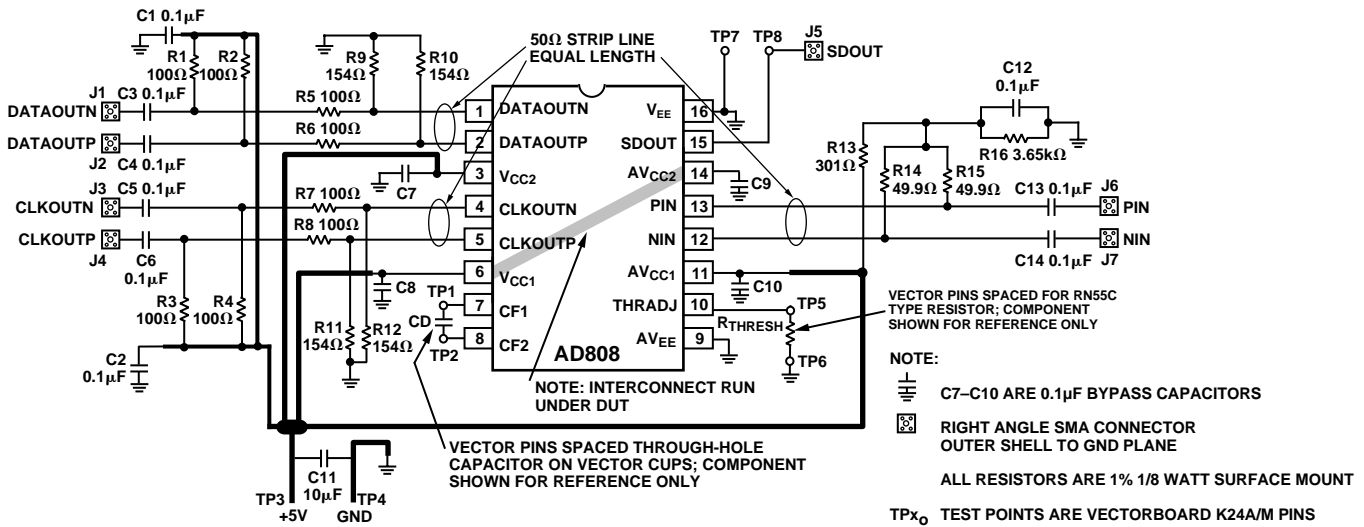 C1 0.1μF
R1
100Ω
R2
100Ω
R9
154Ω
R10
154Ω
50Ω STRIP LINE
EQUAL LENGTH
TP7
TP8
J5
SDOUT
C12
0.1μF
R16 3.65kΩ
J1
C3 0.1μF
DATAOUTN
R5 100Ω
R6 100Ω
DATAOUTP
J2
C4 0.1μF
J3
C5 0.1μF
CLKOUTN
R7 100Ω
R8 100Ω
CLKOUTP
J4
C6
0.1μF
R3
100Ω
R4
100Ω
C2
0.1μF
C7
C8
R11
154Ω
R12
154Ω
TP1
CD
TP2
1 DATAOUTN
2 DATAOUTP
3 VCC2
4 CLKOUTN
5 CLKOUTP
6 VCC1
7 CF1
8 CF2
VEE 16
SDOUT 15
AVCC2 14
PIN 13
NIN 12
AVCC1 11
THRADJ 10
AVEE 9
AD808
C9
C10
R13
301Ω
R14
49.9Ω
R15
49.9Ω
C13 0.1μF
J6
PIN
NIN
C14 0.1μF
J7
TP5
RTHRESH
TP6
VECTOR PINS SPACED FOR RN55C
TYPE RESISTOR; COMPONENT
SHOWN FOR REFERENCE ONLY
NOTE: INTERCONNECT RUN
UNDER DUT
VECTOR PINS SPACED THROUGH-HOLE
CAPACITOR ON VECTOR CUPS; COMPONENT
SHOWN FOR REFERENCE ONLY
C11
10μF
TP3
+5V
TP4
GND
NOTE:
C7–C10 ARE 0.1μF BYPASS CAPACITORS
RIGHT ANGLE SMA CONNECTOR
OUTER SHELL TO GND PLANE
ALL RESISTORS ARE 1% 1/8 WATT SURFACE MOUNT
TPx TEST POINTS ARE VECTORBOARD K24A/M PINS